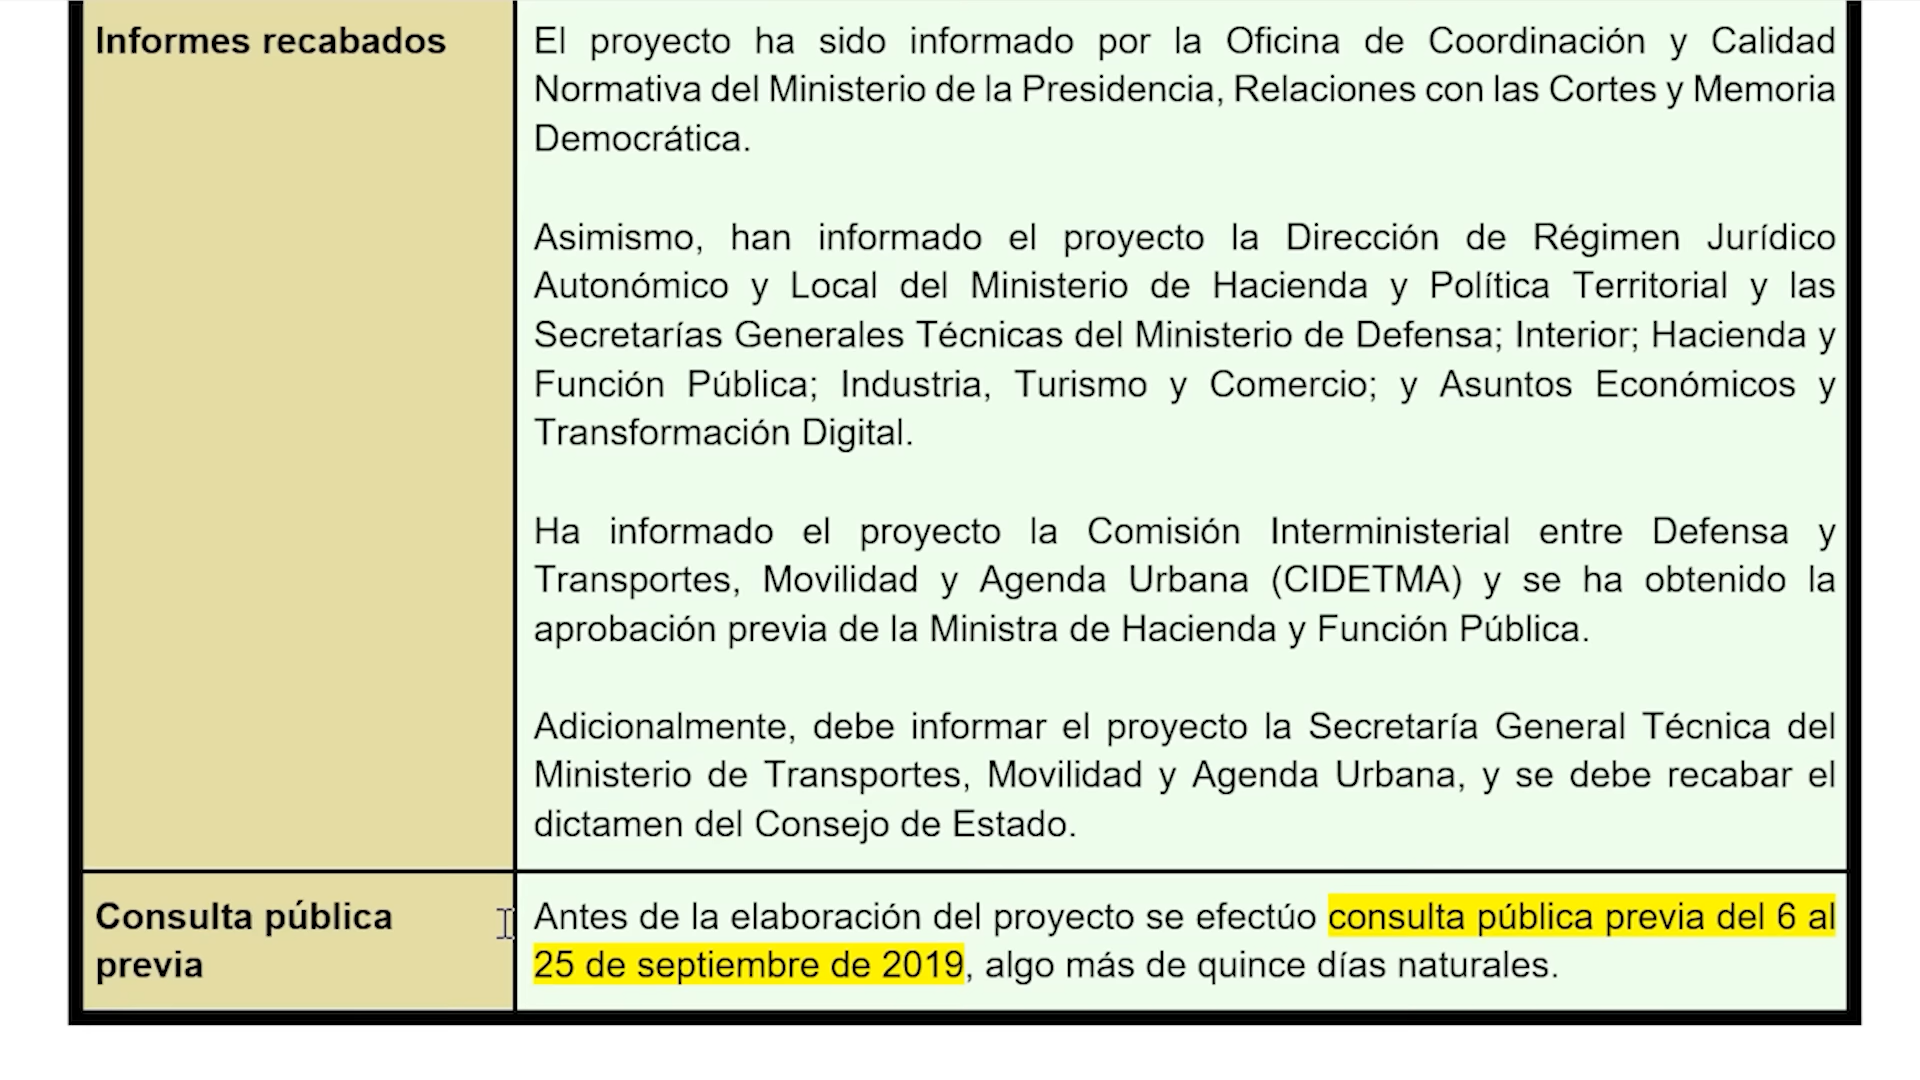 Informes recabados
El proyecto ha sido informado por la Oficina de Coordinación y Calidad
Normativa del Ministerio de la Presidencia, Relaciones con las Cortes y Memoria
Democrática.
Asimismo, han informado el proyecto la Dirección de Régimen Jurídico
Autonómico y Local del Ministerio de Hacienda y Política Territorial y las
Secretarías Generales Técnicas del Ministerio de Defensa; Interior; Hacienda y
Función Pública; Industria, Turismo y Comercio; y Asuntos Económicos y
Transformación Digital.
Ha informado el proyecto la Comisión Interministerial entre Defensa y
Transportes, Movilidad y Agenda Urbana (CIDETMA) y se ha obtenido la
aprobación previa de la Ministra de Hacienda y Función Pública.
Adicionalmente, debe informar el proyecto la Secretaría General Técnica del
Ministerio de Transportes, Movilidad y Agenda Urbana, y se debe recabar el
dictamen del Consejo de Estado.
Consulta pública
previa
Antes de la elaboración del proyecto se efectúo consulta pública previa del 6 al
25 de septiembre de 2019, algo más de quince días naturales.